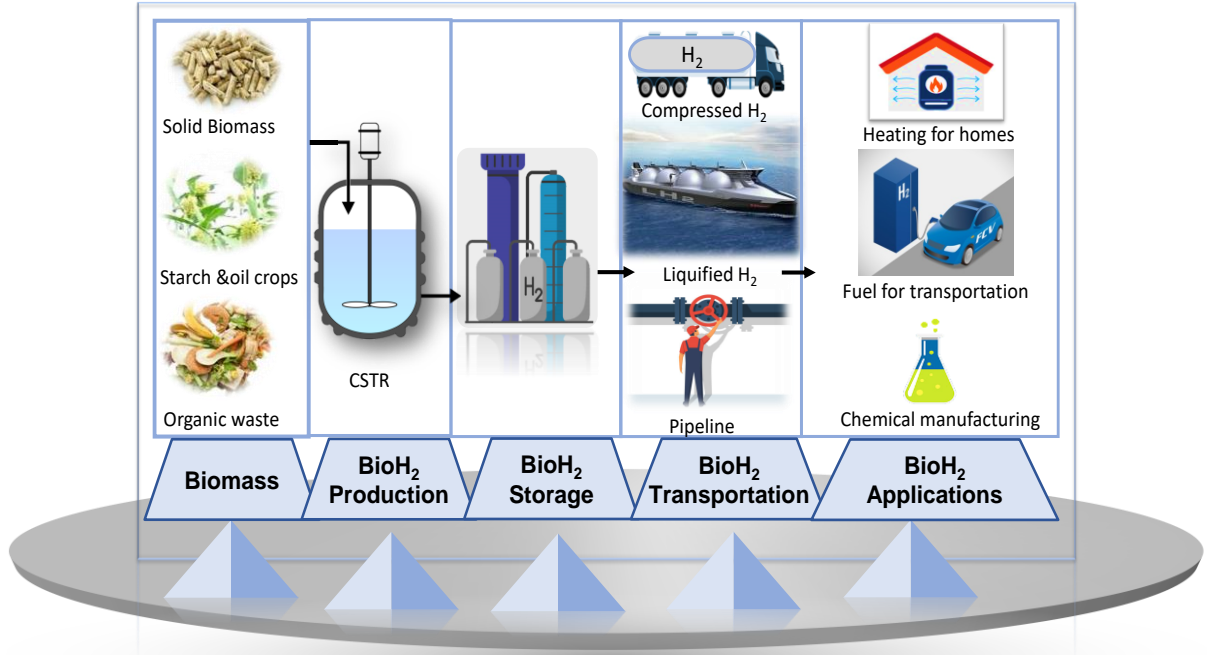 Solid Biomass
Starch &oil crops
Organic waste
CSTR
H₂
H₂
Compressed H₂
LH2
Liquified H₂
Pipeline
Heating for homes
H₂
FCV
Fuel for transportation
Chemical manufacturing
Biomass
BioH₂
Production
BioH₂
Storage
BioH₂
Transportation
BioH₂
Applications